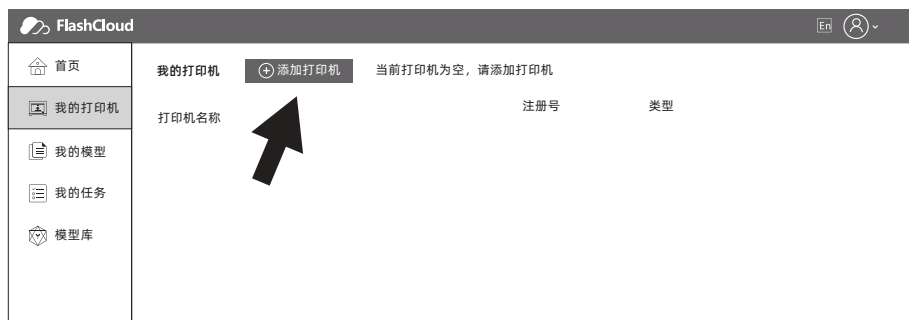 FlashCloud
En
首页
我的打印机
我的模型
我的任务
模型库
我的打印机 添加打印机 当前打印机为空，请添加打印机
打印机名称 注册号 类型